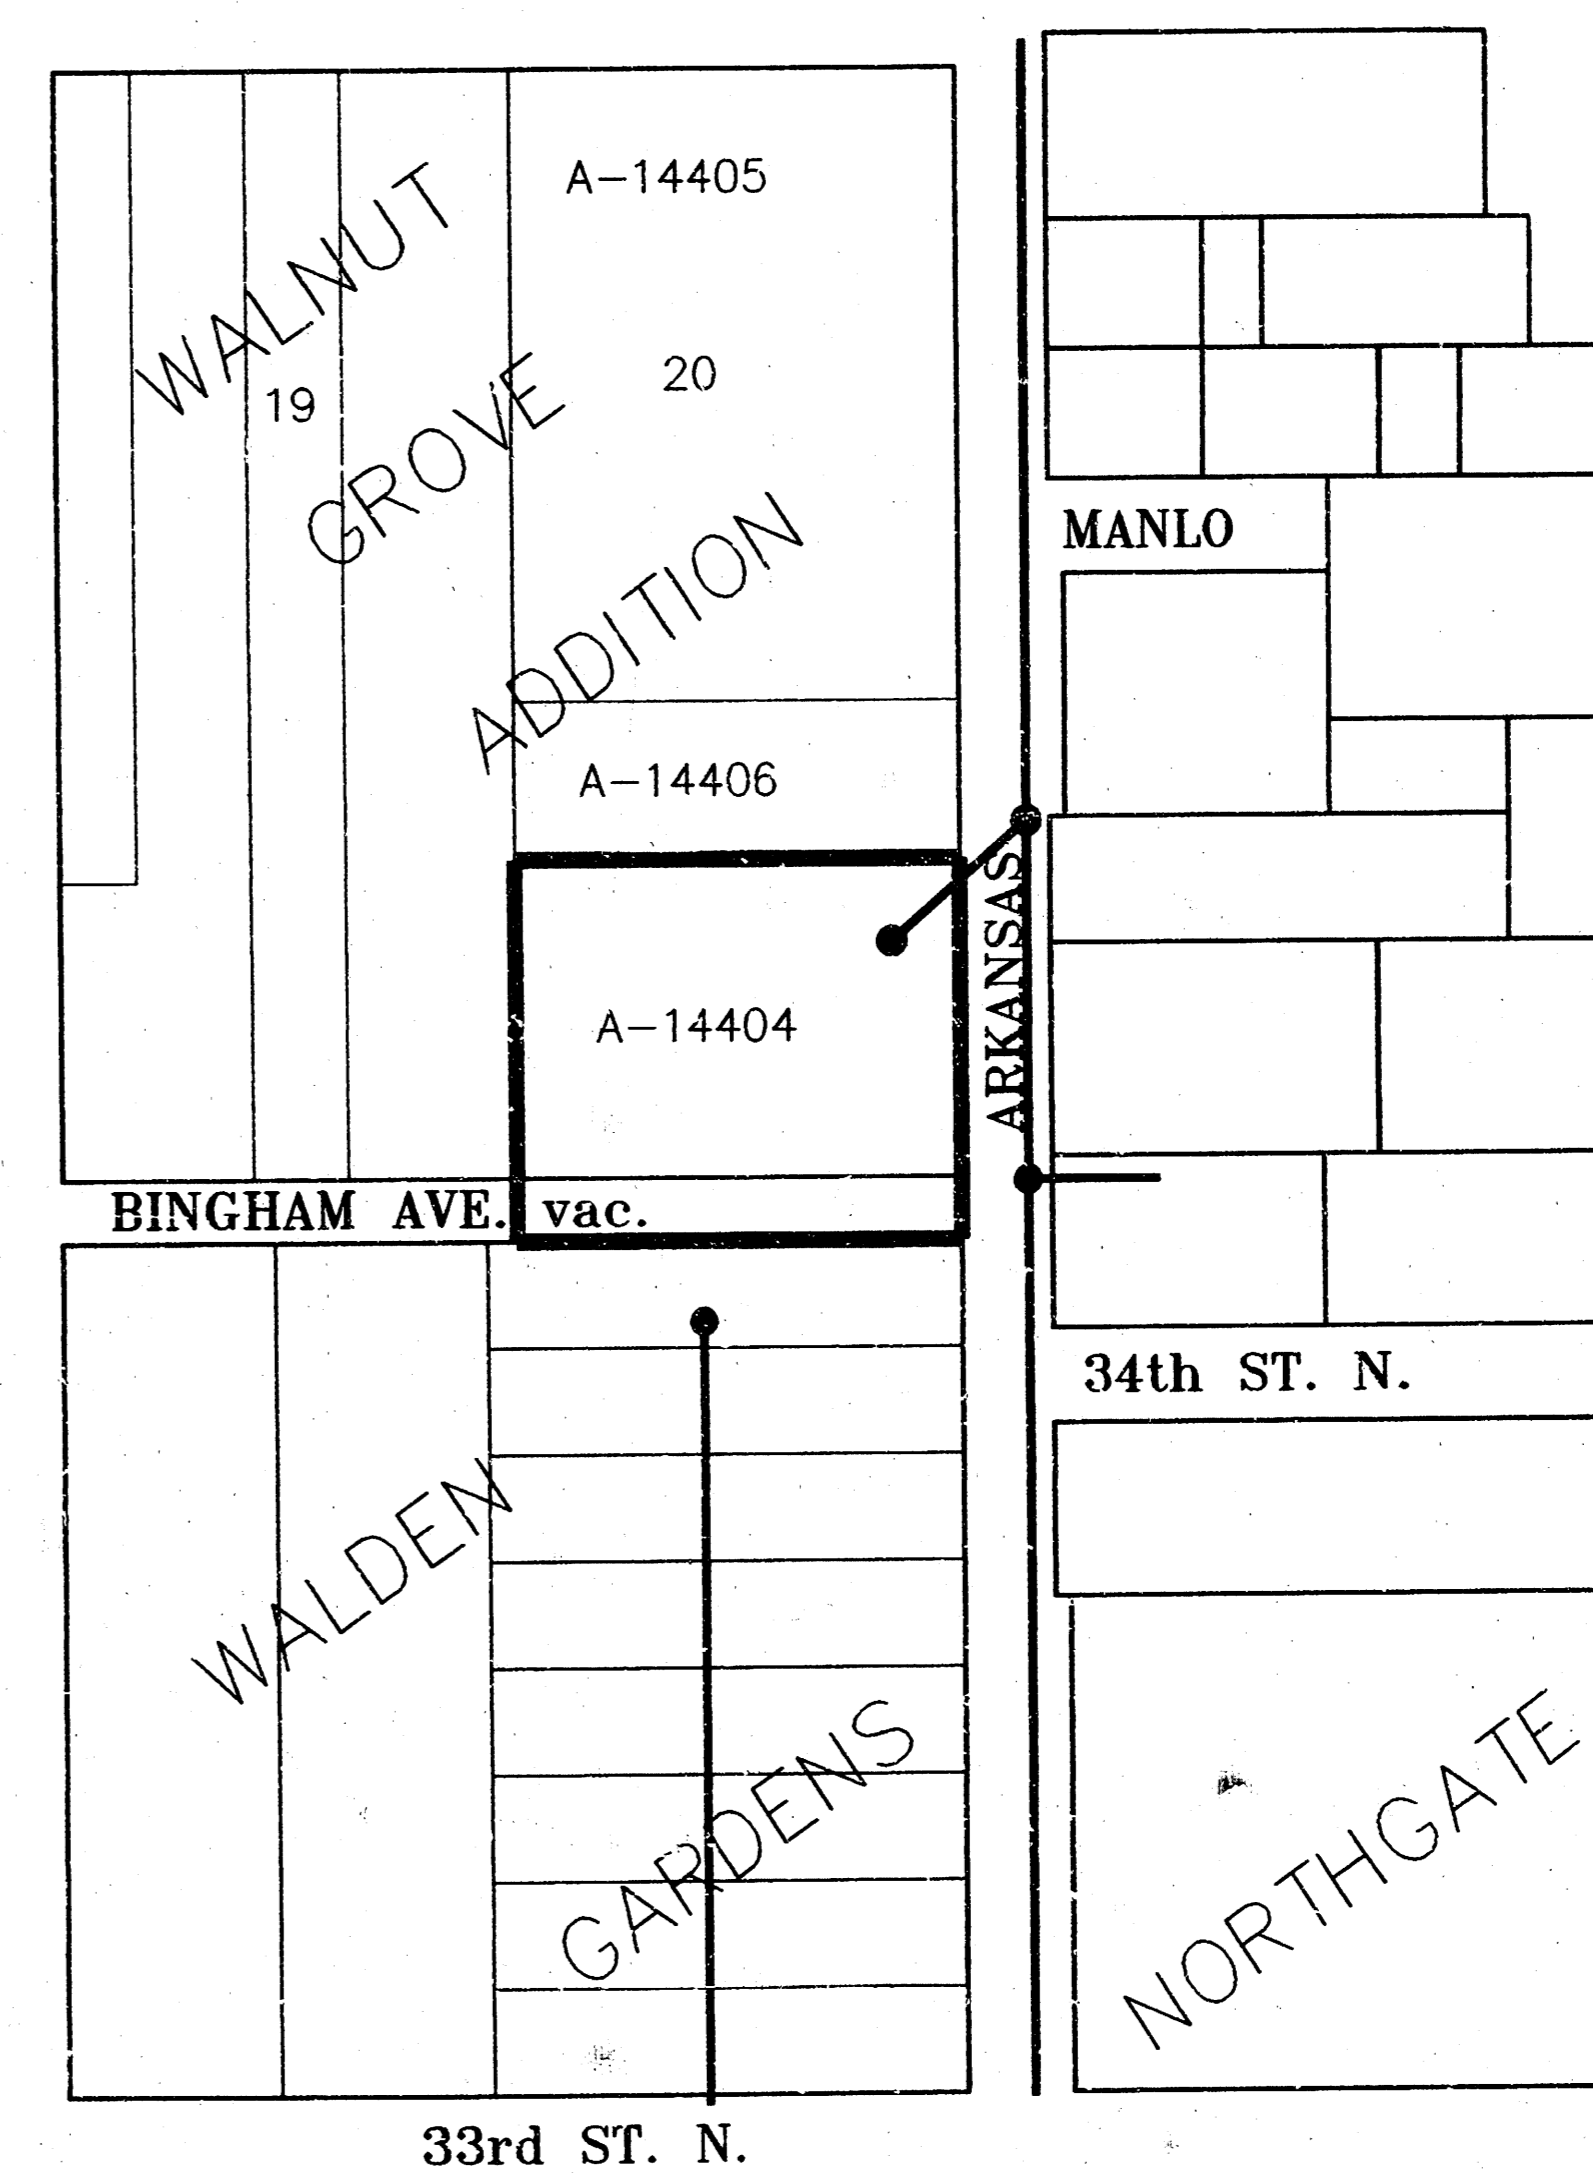 A-14405
WALNUT
19
20
GROVE
MANLO
ADDITION
A-14406
ARKANSAS
A-14404
BINGHAM AVE. vac.
34th ST. N.
WALDEN
GARDENS
NORTHGATE
33rd ST. N.